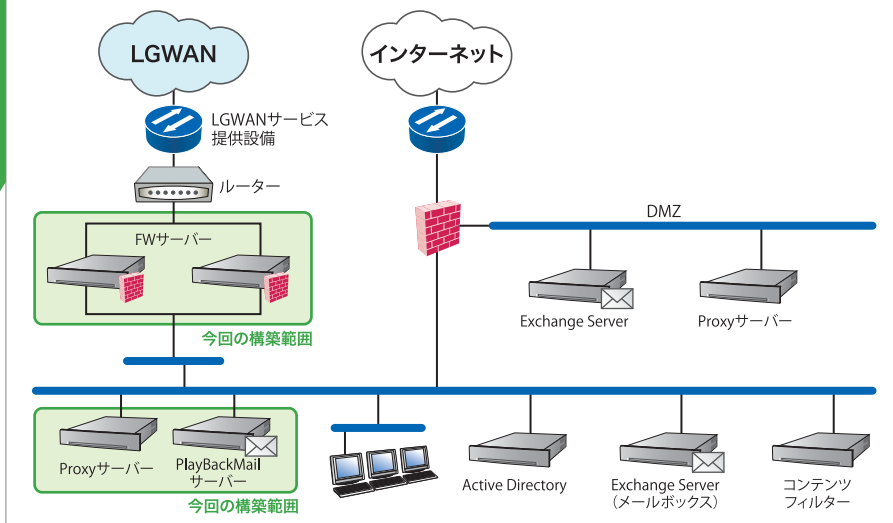 LGWAN
インターネット
LGWANサービス
提供設備
ルーター
DMZ
FWサーバー
今回の構築範囲
Exchange Server
Proxyサーバー
Proxyサーバー
PlayBackMail
サーバー
今回の構築範囲
Active Directory
Exchange Server
（メールボックス）
コンテンツ
フィルター